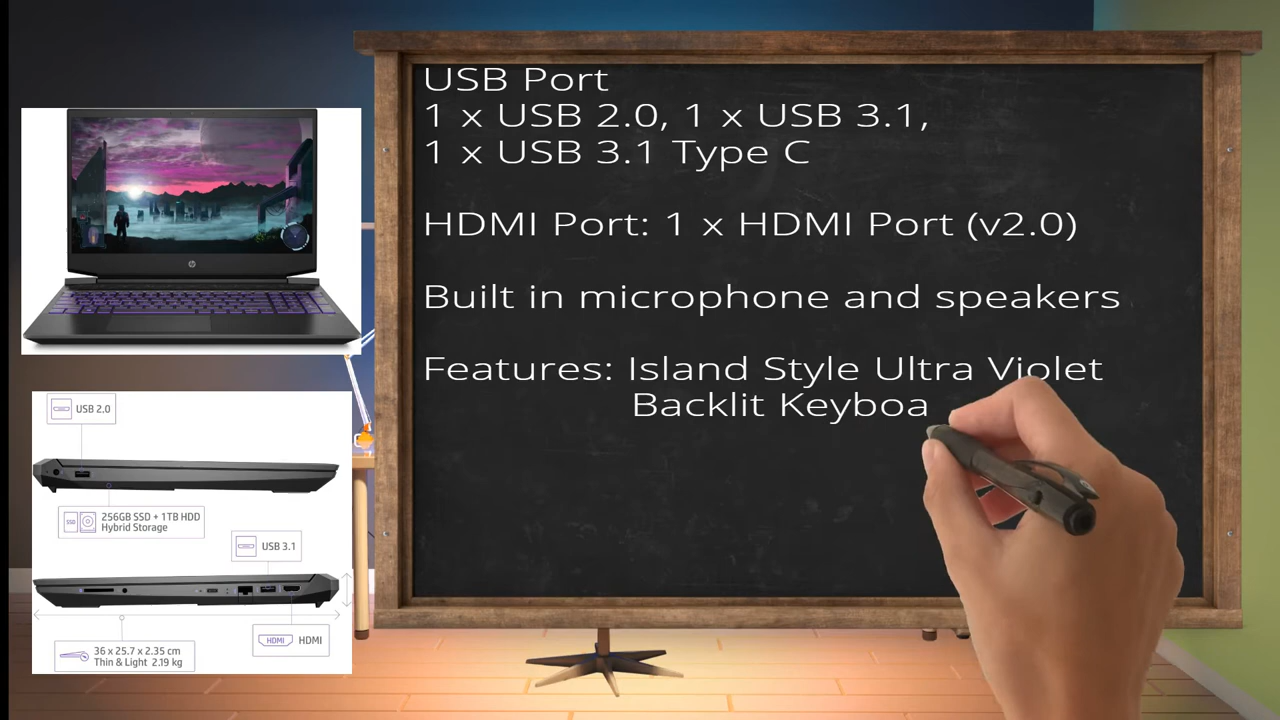 USB Port
1 x USB 2.0, 1 x USB 3.1,
1 x USB 3.1 Type C
HDMI Port: 1 x HDMI Port (v2.0)
Built in microphone and speakers
Features: Island Style Ultra Violet
Backlit Keyboa
hp
USB 2.0
SSD
256GB SSD + 1TB HDD
Hybrid Storage
USB 3.1
HDMI
HDMI
36 x 25.7 x 2.35 cm
Thin & Light 2.19 kg